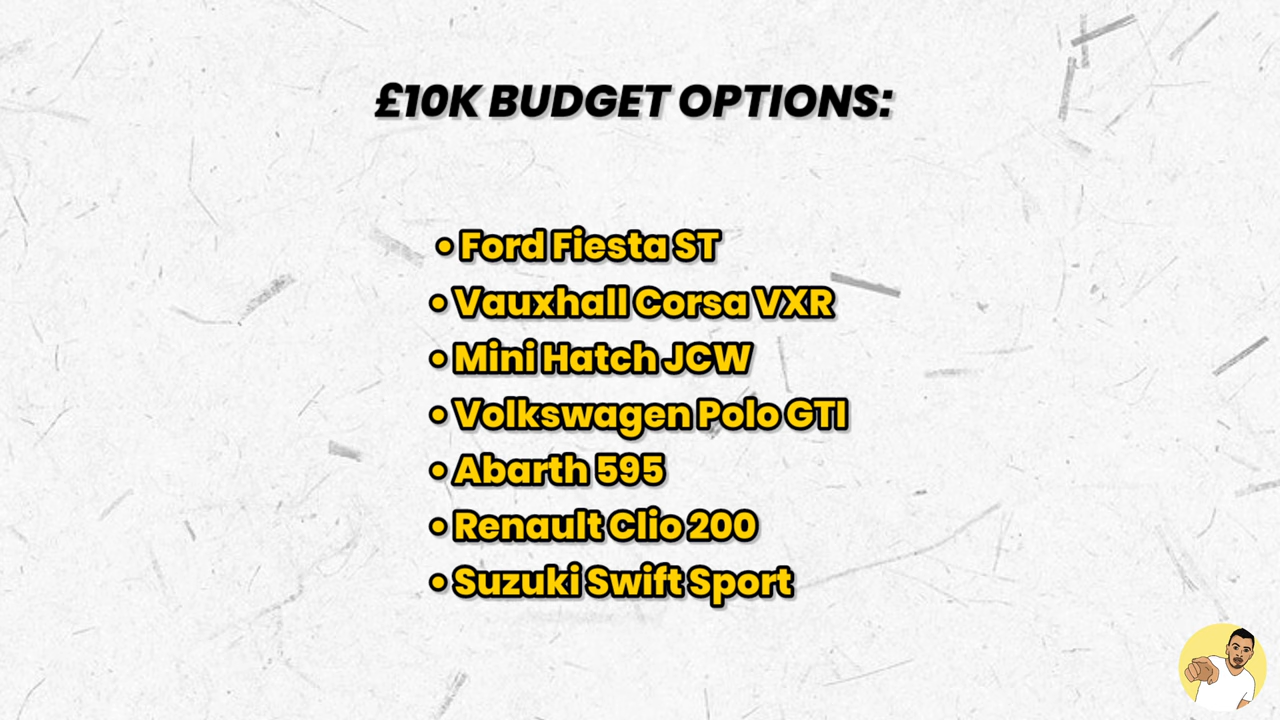 £10K BUDGET OPTIONS:
• Ford Fiesta ST
• Vauxhall Corsa VXR
• Mini Hatch JCW
• Volkswagen Polo GTI
• Abarth 595
• Renault Clio 200
• Suzuki Swift Sport